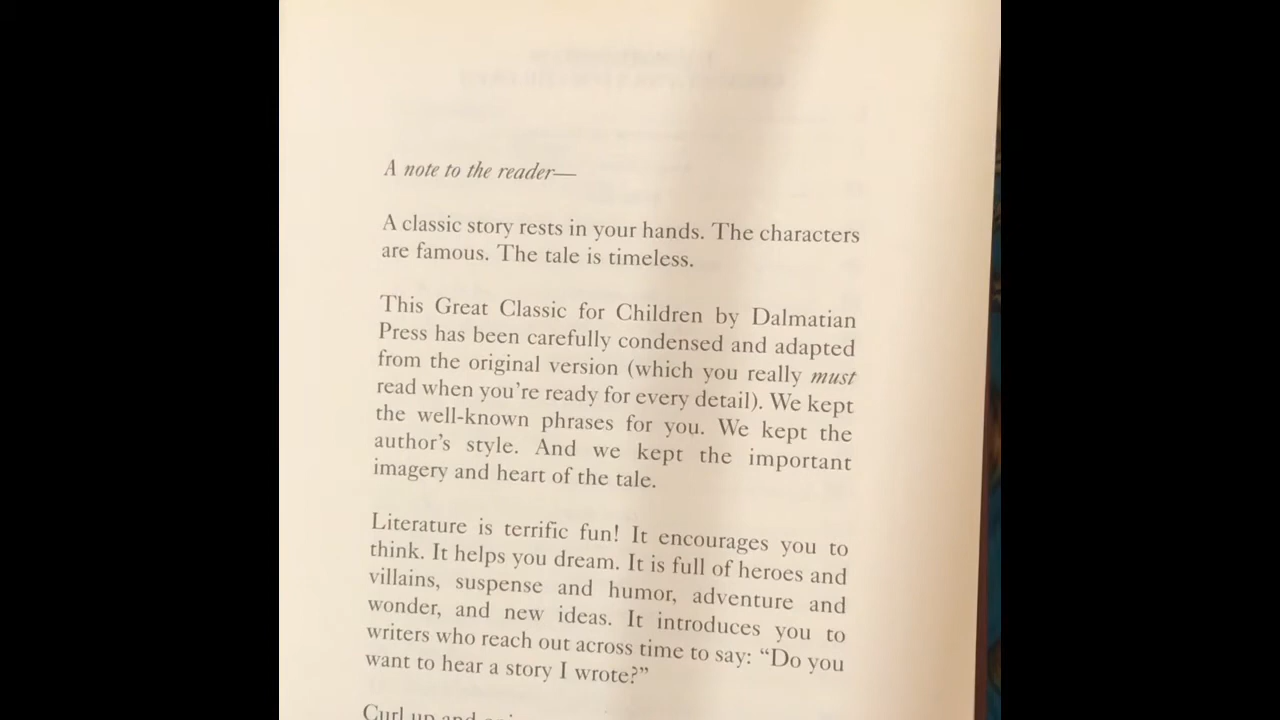 A note to the reader—
A classic story rests in your hands. The characters
are famous. The tale is timeless.
This Great Classic for Children by Dalmatian
Press has been carefully condensed and adapted
from the original version (which you really must
read when you're ready for every detail). We kept
the well-known phrases for you. We kept the
author's style. And we kept the important
imagery and heart of the tale.
Literature is terrific fun! It encourages you to
think. It helps you dream. It is full of heroes and
villains, suspense and humor, adventure and
wonder, and new ideas. It introduces you to
writers who reach out across time to say: “Do you
want to hear a story I wrote?”
Curl up and